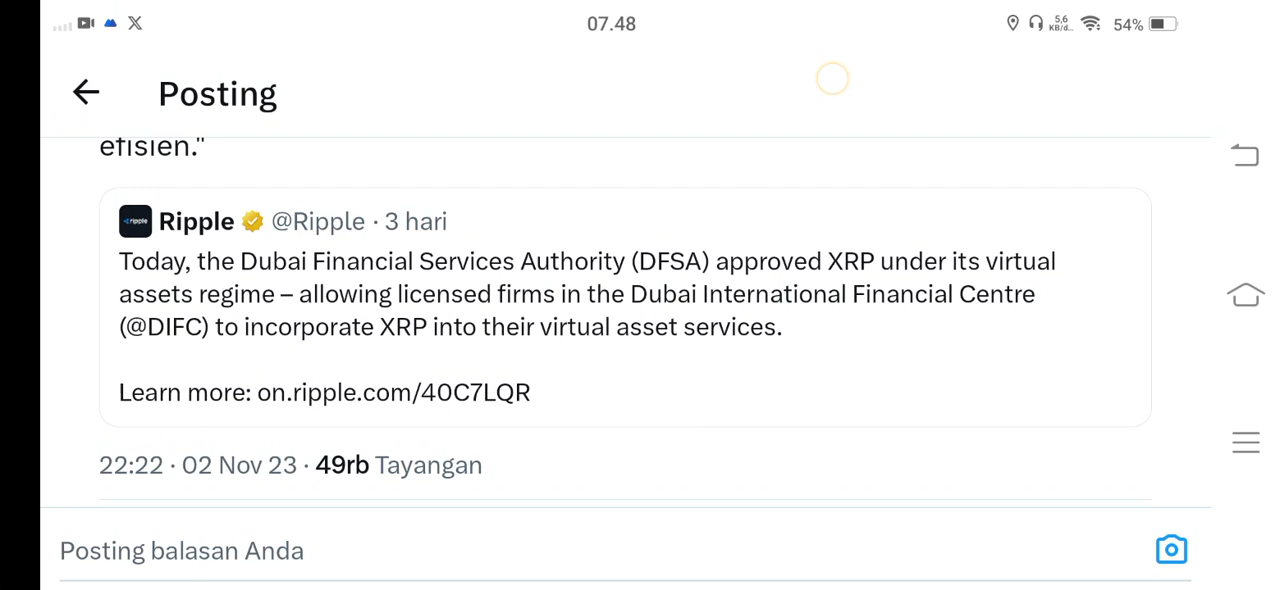 07.48
5,6
KB/d...
54%
Posting
efisien."
Ripple @Ripple · 3 hari
Today, the Dubai Financial Services Authority (DFSA) approved XRP under its virtual
assets regime – allowing licensed firms in the Dubai International Financial Centre
(@DIFC) to incorporate XRP into their virtual asset services.
Learn more: on.ripple.com/40C7LQR
22:22 · 02 Nov 23 · 49rb Tayangan
Posting balasan Anda